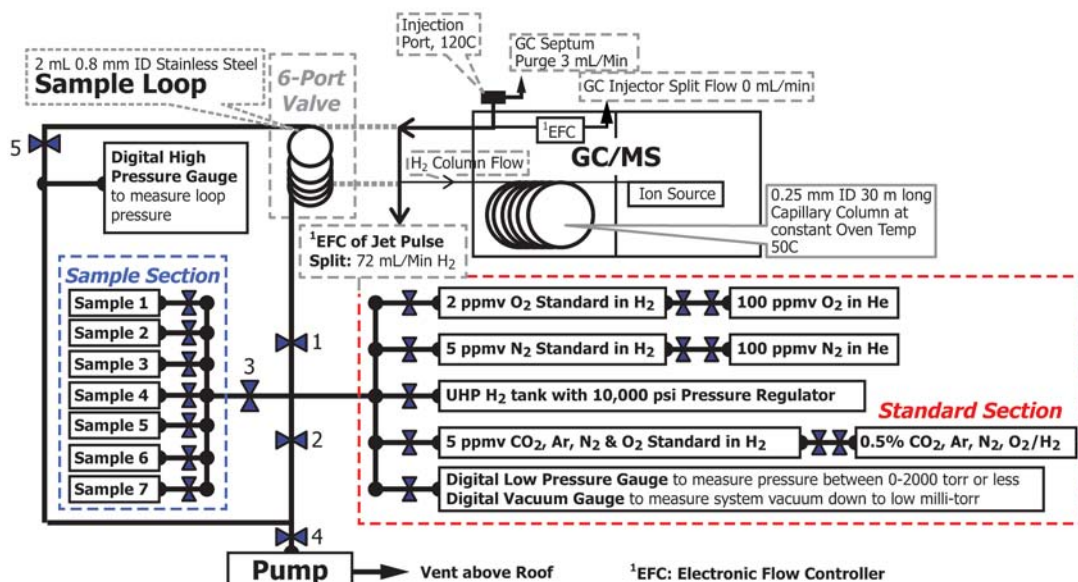 2 mL 0.8 mm ID Stainless Steel
Sample Loop
6-Port
Valve
Injection
Port, 120C
GC Septum
Purge 3 mL/Min
GC Injector Split Flow 0 mL/min
¹EFC
GC/MS
H₂ Column Flow
Ion Source
0.25 mm ID 30 m long
Capillary Column at
constant Oven Temp
50C
5
Digital High
Pressure Gauge
to measure loop
pressure
¹EFC of Jet Pulse
Split: 72 mL/Min H₂
Sample Section
Sample 1
Sample 2
Sample 3
Sample 4
Sample 5
Sample 6
Sample 7
3
1
2
4
2 ppmv O₂ Standard in H₂
100 ppmv O₂ in He
5 ppmv N₂ Standard in H₂
100 ppmv N₂ in He
UHP H₂ tank with 10,000 psi Pressure Regulator
Standard Section
5 ppmv CO₂, Ar, N₂ & O₂ Standard in H₂
0.5% CO₂, Ar, N₂, O₂/H₂
Digital Low Pressure Gauge to measure pressure between 0-2000 torr or less
Digital Vacuum Gauge to measure system vacuum down to low milli-torr
Pump
Vent above Roof
¹EFC: Electronic Flow Controller